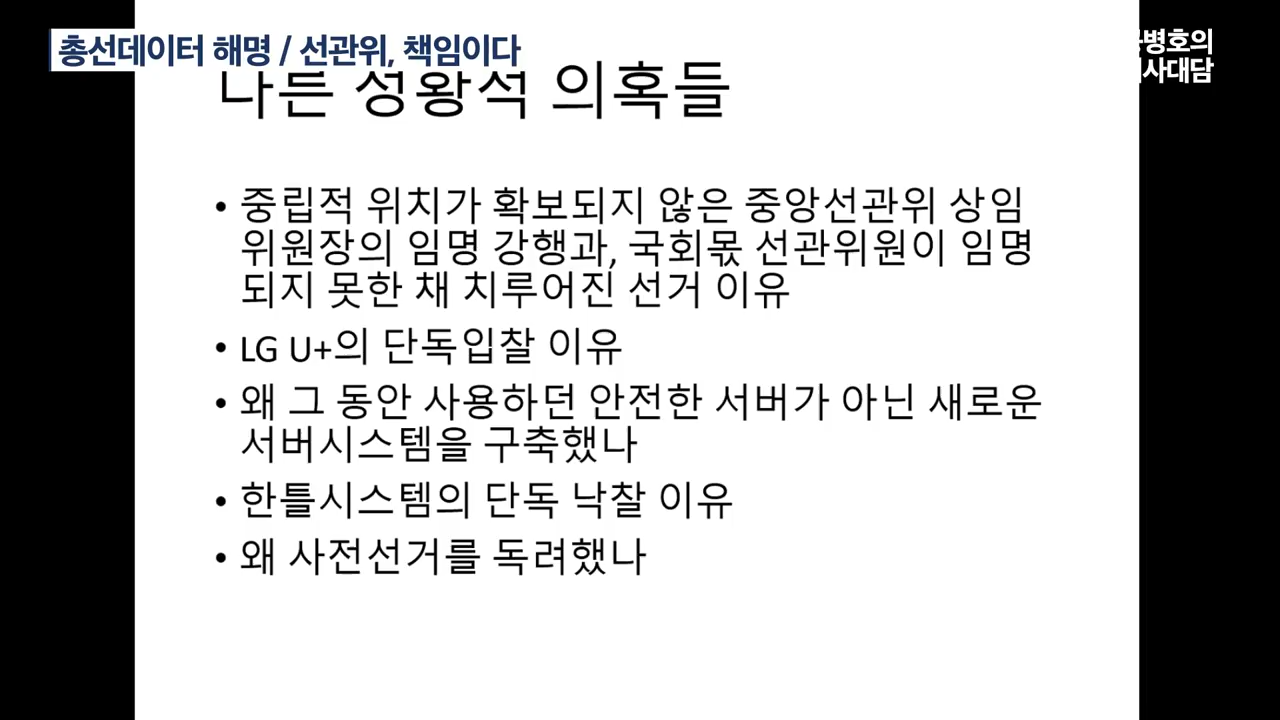 총선데이터 해명 / 선관위, 책임이다
병호의
사대담
다른 정황적 의혹들
• 중립적 위치가 확보되지 않은 중앙선관위 상임
위원장의 임명 강행과, 국회몫 선관위원이 임명
되지 못한 채 치루어진 선거 이유
• LG U+의 단독입찰 이유
• 왜 그 동안 사용하던 안전한 서버가 아닌 새로운
서버시스템을 구축했나
• 한틀시스템의 단독 낙찰 이유
• 왜 사전선거를 독려했나